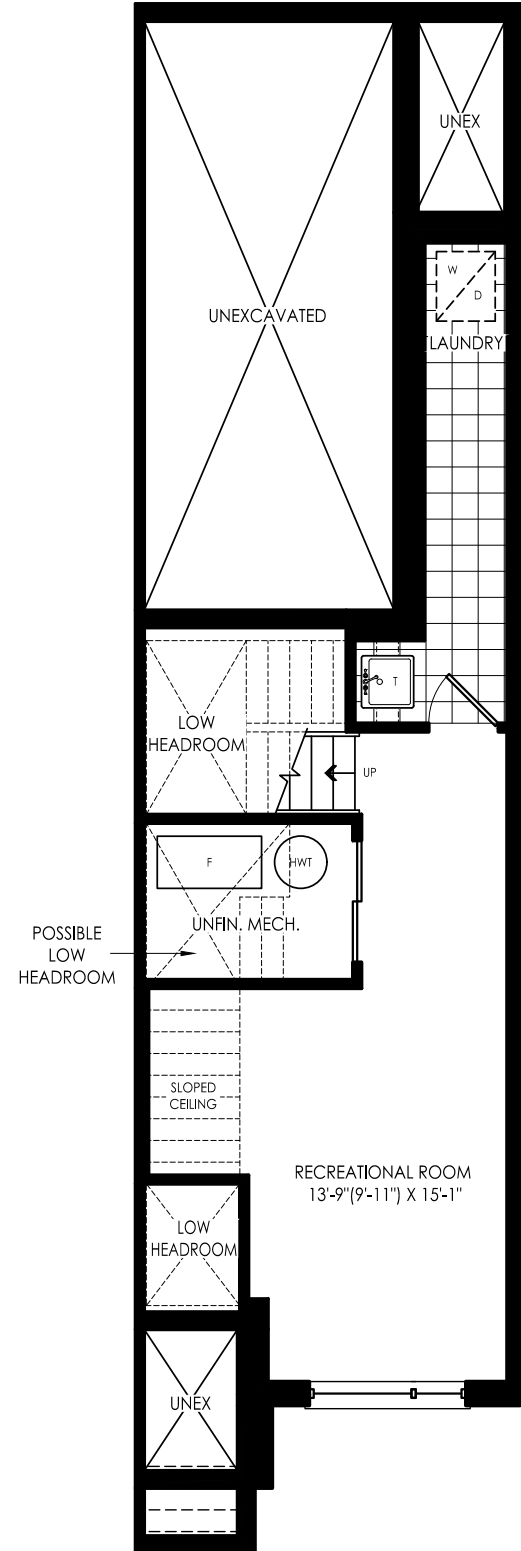 UNEX
W
D
UNEXCAVATED
LAUNDRY
T
LOW
HEADROOM
UP
F
HWT
UNFIN. MECH.
POSSIBLE
LOW
HEADROOM
SLOPED
CEILING
RECREATIONAL ROOM
13'-9"(9'-11") X 15'-1"
LOW
HEADROOM
UNEX